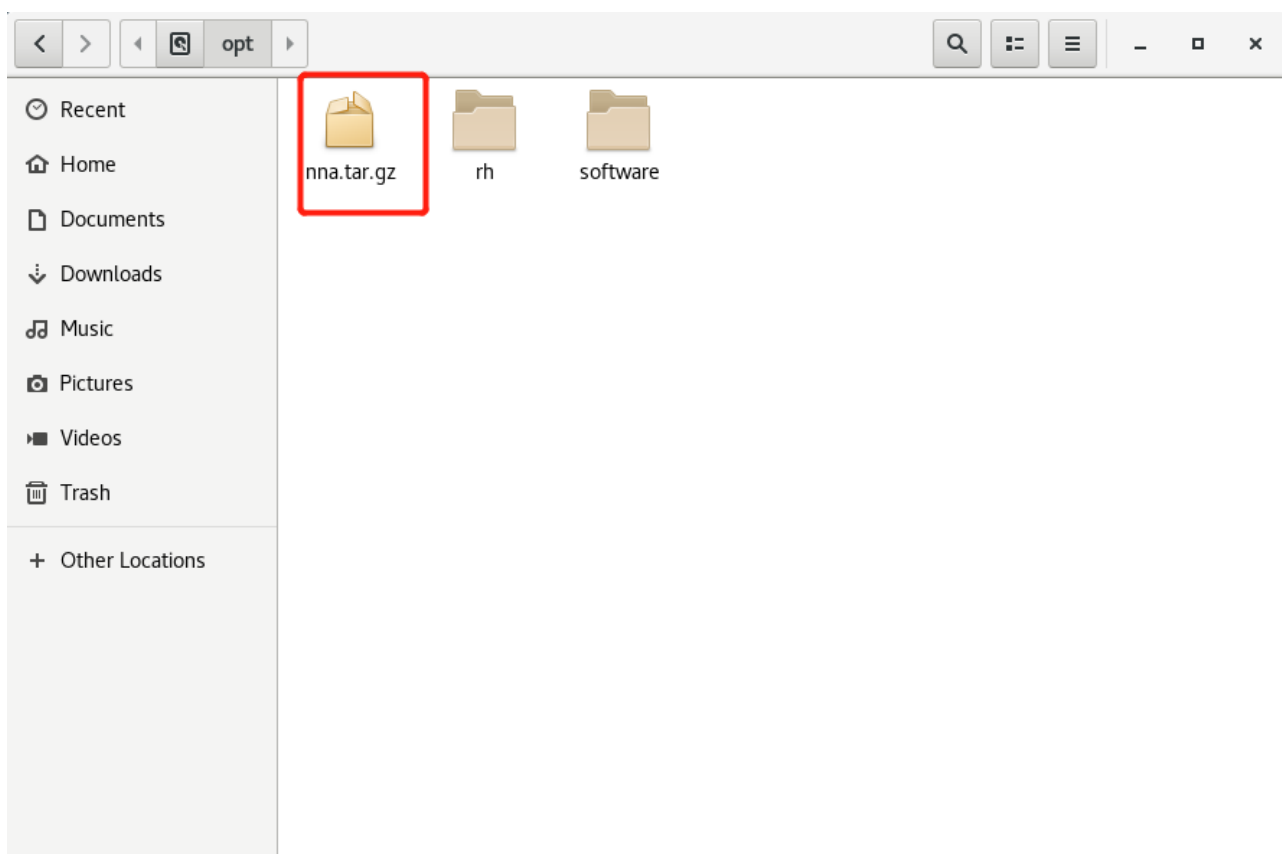 opt
Recent
Home
Documents
Downloads
Music
Pictures
Videos
Trash
Other Locations
nna.tar.gz
rh
software